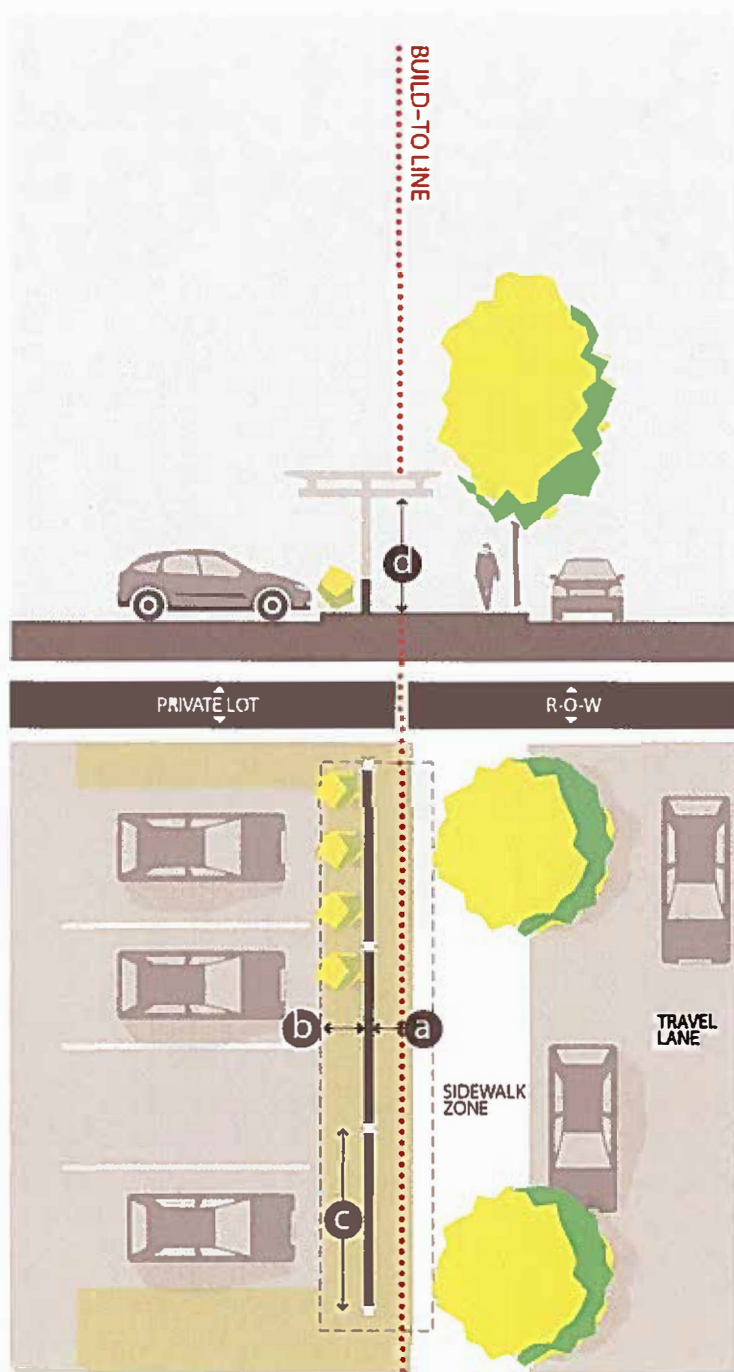 BUILD-TO LINE
d
PRIVATE LOT
R-O-W
b
a
TRAVEL
LANE
SIDEWALK
ZONE
c